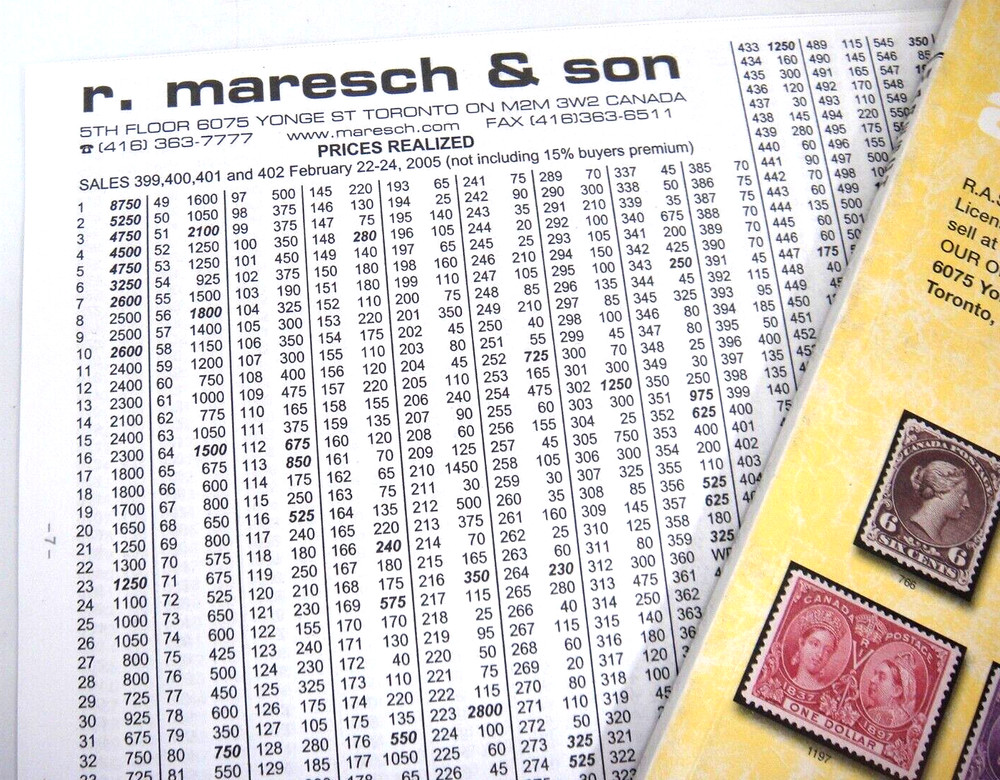 r. maresch & son
5TH FLOOR 6075 YONGE ST TORONTO ON M2M 3W2 CANADA
☎ (416) 363-7777 www.maresch.com FAX (416)363-6511
PRICES REALIZED
SALES 399,400,401 and 402 February 22-24, 2005 (not including 15% buyers premium)
1 8750 49 1600 97 500 145 220 193 65 241 75 289 70 337 45 385 70
2 5250 50 1050 98 375 146 130 194 25 242 90 290 300 338 50 386 75
3 4750 51 2100 99 375 147 75 195 140 243 35 291 210 339 35 387 75
4 4500 52 1250 100 350 148 280 196 105 244 20 292 100 340 675 388 70
5 4750 53 1250 101 450 149 140 197 65 245 25 293 105 341 200 389 70
6 3250 54 925 102 375 150 180 198 160 246 210 294 150 342 425 390 70
7 2600 55 1500 103 190 151 180 199 110 247 105 295 100 343 250 391 45
8 2500 56 1800 104 325 152 110 200 75 248 85 296 135 344 45 392 115
9 2500 57 1400 105 300 153 220 201 350 249 210 297 85 345 325 393 95
10 2600 58 1150 106 350 154 175 202 45 250 40 298 100 346 80 394 185
11 2400 59 1200 107 300 155 110 203 80 251 55 299 45 347 80 395 50
12 2400 60 750 108 400 156 120 204 45 252 725 300 70 348 25 396 400
13 2300 61 1000 109 475 157 220 205 110 253 165 301 300 349 30 397 135
14 2100 62 775 110 165 158 155 206 240 254 475 302 1250 350 250 398 135
15 2400 63 1050 111 375 159 135 207 90 255 60 303 300 351 975 399 140
16 2300 64 1500 112 675 160 120 208 60 256 155 304 25 352 625 400 75
17 1800 65 675 113 850 161 70 209 125 257 45 305 750 353 400 401
18 1800 66 600 114 175 162 65 210 1450 258 105 306 300 354 200 402
19 1700 67 800 115 250 163 75 211 30 259 30 307 325 355 110 403
20 1650 68 650 116 525 164 135 212 500 260 35 308 85 356 525 404
21 1250 69 800 117 240 165 220 213 375 261 160 309 145 357 625
22 1300 70 575 118 180 166 240 214 70 262 25 310 125 358 180
23 1250 71 675 119 250 167 180 215 165 263 60 311 80 359 325
24 1100 72 525 120 210 168 175 216 350 264 230 312 300 360
25 1000 73 650 121 230 169 575 217 115 265 280 313 475 361
26 1050 74 600 122 155 170 170 218 25 266 40 314 250 362
27 800 75 425 123 240 171 130 219 95 267 115 315 140 363
28 800 76 500 124 230 172 40 220 50 268 60 316 180
29 725 77 450 125 325 173 110 221 75 269 20 317 120
30 925 78 600 126 175 174 220 222 115 270 80 318 100
31 675 79 350 127 105 175 135 223 2800 271 110 319 45
32 750 80 750 128 280 176 550 224 100 272 50 320
725 81 550 129 185 177 1050 225 60 273 325 321
178 65 226 45 274 525 322
433 1250 489 115 545 350
434 160 490 145 546 85
435 300 491 165 547
436 120 492 170 548
437 30 493 110 549
438 145 494 220 550
439 280 495 175
440 60 496 155
441 90 497 500
442 70 498
443 60 499
444 135 500
445 60 501
446 60
447 175
448 40
449 45
450
451
452
– 7 –
R.A.
Licen
sell at
OUR O
6075 Yo
Toronto,
CANADA POSTAGE
6 6
SIX CENTS
766
CANADA POSTAGE
1837 1897
ONE DOLLAR
1197